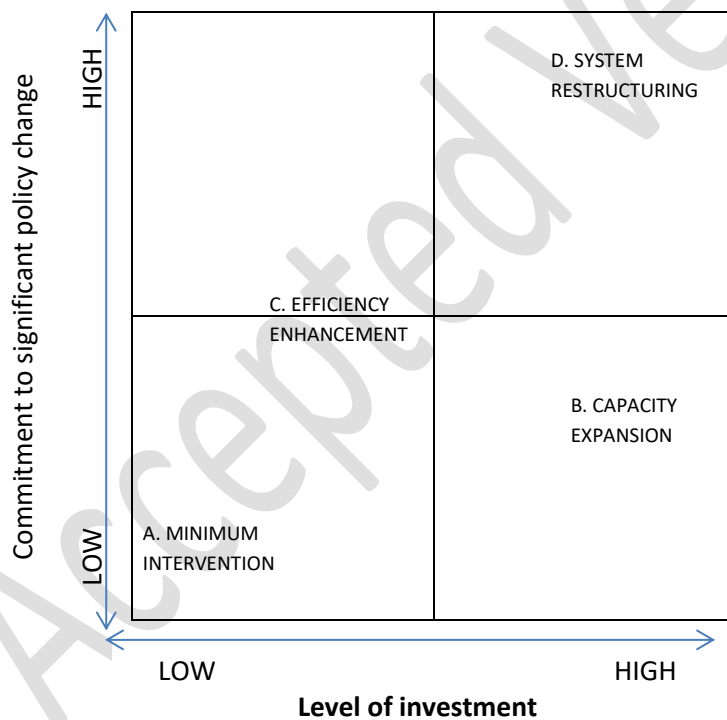 Commitment to significant policy change
HIGH
LOW
D. SYSTEM
RESTRUCTURING
C. EFFICIENCY
ENHANCEMENT
B. CAPACITY
EXPANSION
A. MINIMUM
INTERVENTION
LOW
HIGH
Level of investment
Accepted Ve